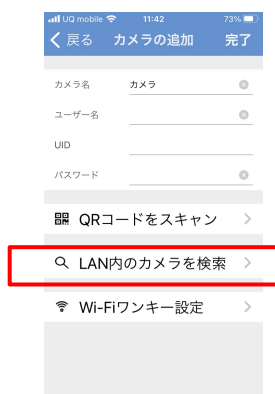 UQ mobile 11:42 73%
戻る カメラの追加 完了
カメラ名 カメラ
ユーザー名
UID
パスワード
QRコードをスキャン
LAN内のカメラを検索
Wi-Fiワンキー設定